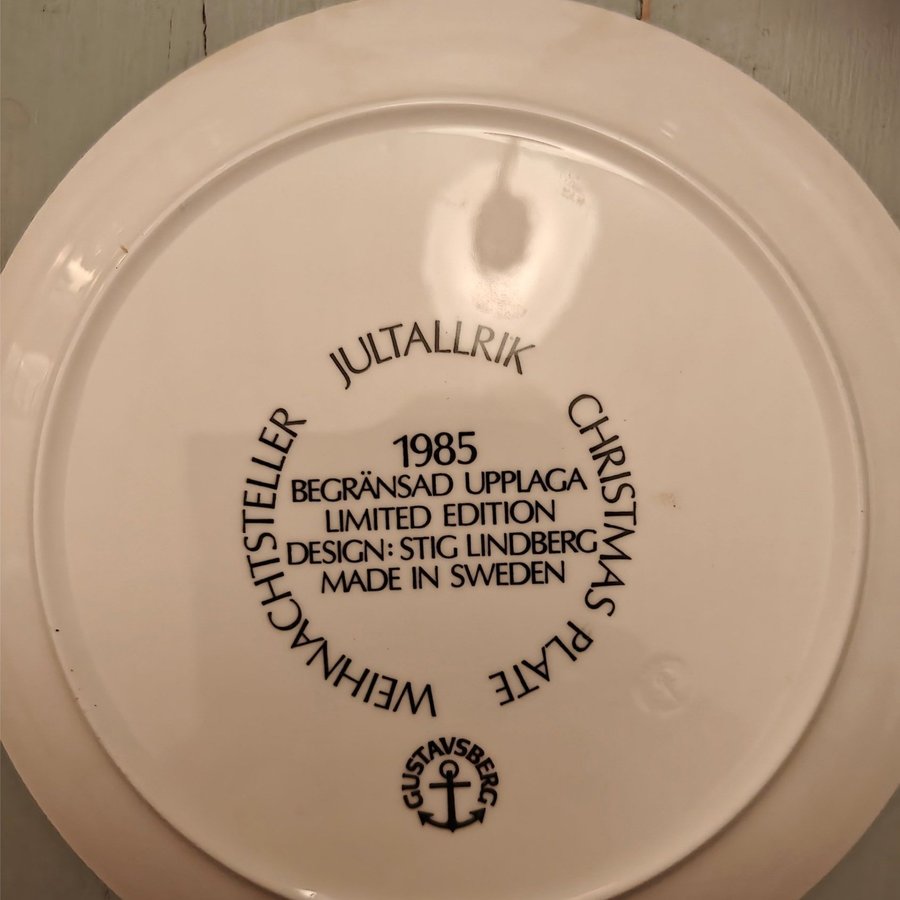 JULTALLRIK
CHRISTMAS PLATE
WEIHNACHTSTELLER
1985
BEGRÄNSAD UPPLAGA
LIMITED EDITION
DESIGN: STIG LINDBERG
MADE IN SWEDEN
GUSTAVSBERG